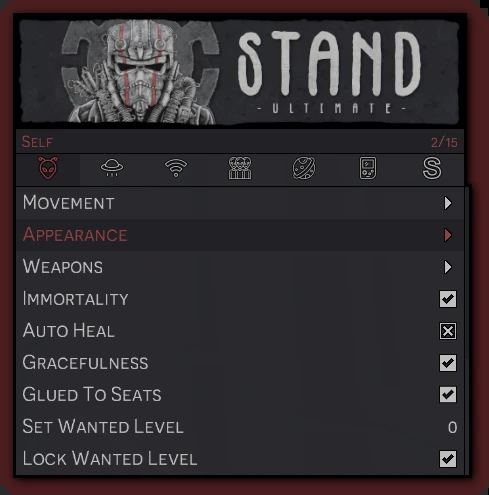 STAND
-ULTIMATE-
SELF 2/15
S
MOVEMENT
APPEARANCE
WEAPONS
IMMORTALITY
AUTO HEAL
GRACEFULNESS
GLUED TO SEATS
SET WANTED LEVEL 0
LOCK WANTED LEVEL